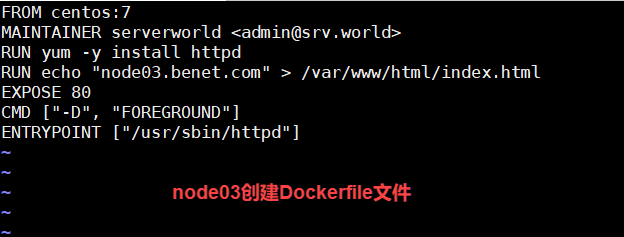 FROM centos:7
MAINTAINER serverworld <admin@srv.world>
RUN yum -y install httpd
RUN echo "node03.benet.com" > /var/www/html/index.html
EXPOSE 80
CMD ["-D", "FOREGROUND"]
ENTRYPOINT ["/usr/sbin/httpd"]
~
~
~ node03创建Dockerfile文件
~
~